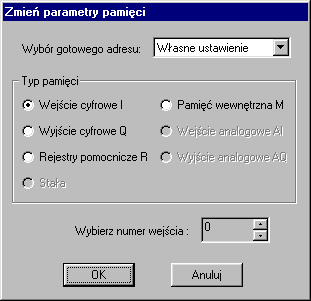 Zmień parametry pamięci
Wybór gotowego adresu: Własne ustawienie
Typ pamięci
Wejście cyfrowe I Pamięć wewnętrzna M
Wyjście cyfrowe Q Wejście analogowe AI
Rejestry pomocnicze R Wyjście analogowe AQ
Stała
Wybierz numer wejścia : 0
OK Anuluj